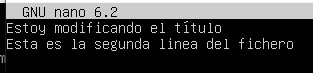 GNU nano 6.2
Estoy modificando el título
Esta es la segunda linea del fichero